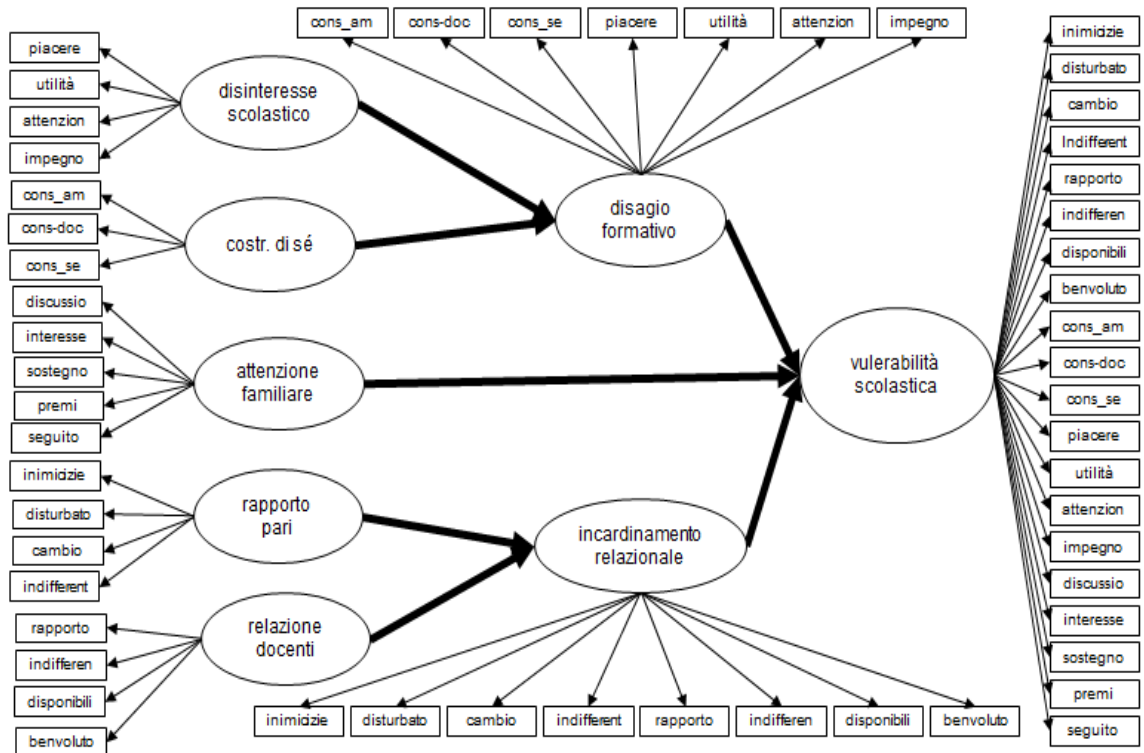 cons_am
cons-doc
cons_se
piacere
utilità
attenzion
impegno
piacere
utilità
attenzion
impegno
cons_am
cons-doc
cons_se
discussio
interesse
sostegno
premi
seguito
inimicizie
disturbato
cambio
indifferent
rapporto
indifferen
disponibili
benvoluto
disinteresse
scolastico
costr. di sé
attenzione
familiare
rapporto
pari
relazione
docenti
disagio
formativo
incardinamento
relazionale
vulerabilità
scolastica
inimicizie
disturbato
cambio
indifferent
rapporto
indifferen
disponibili
benvoluto
inimicizie
disturbato
cambio
Indifferent
rapporto
indifferen
disponibili
benvoluto
cons_am
cons-doc
cons_se
piacere
utilità
attenzion
impegno
discussio
interesse
sostegno
premi
seguito